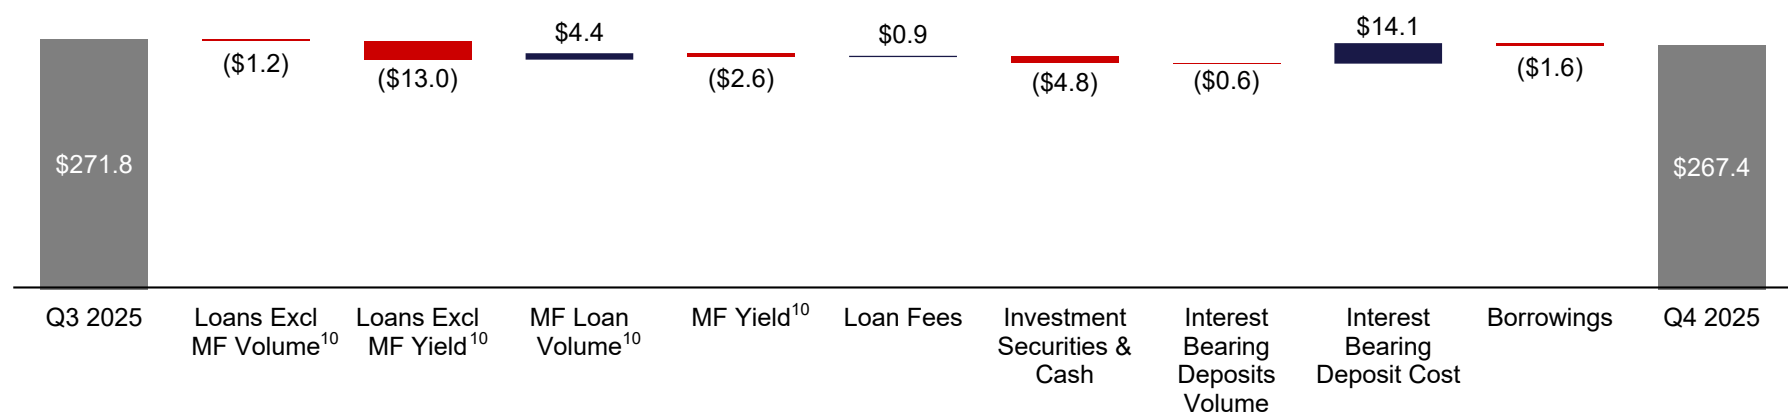 $271.8
($1.2)
($13.0)
$4.4
($2.6)
$0.9
($4.8)
($0.6)
$14.1
($1.6)
$267.4
Q3 2025
Loans Excl
MF Volume10
Loans Excl
MF Yield10
MF Loan
Volume10
MF Yield10
Loan Fees
Investment
Securities &
Cash
Interest
Bearing
Deposits
Volume
Interest
Bearing
Deposit Cost
Borrowings
Q4 2025